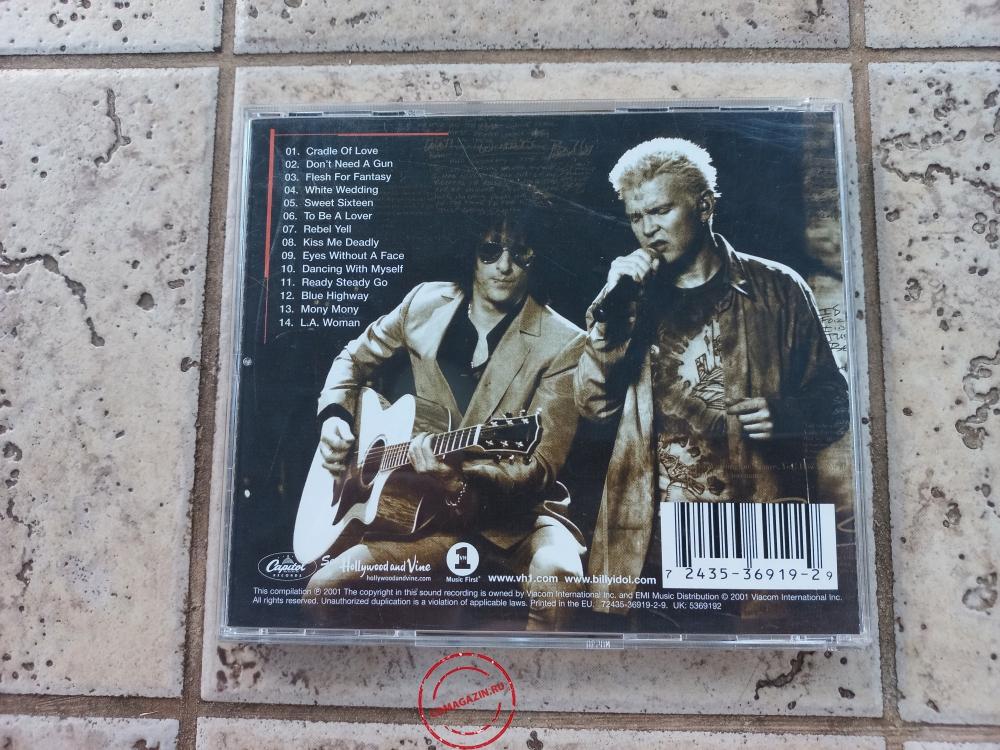 01. Cradle Of Love
02. Don't Need A Gun
03. Flesh For Fantasy
04. White Wedding
05. Sweet Sixteen
06. To Be A Lover
07. Rebel Yell
08. Kiss Me Deadly
09. Eyes Without A Face
10. Dancing With Myself
11. Ready Steady Go
12. Blue Highway
13. Mony Mony
14. L.A. Woman
Capitol
RECORDS
Hollywood and Vine
hollywoodandvine.com
VH1
Music First
www.vh1.com www.billyidol.com
7 2435-36919-2 9
This compilation ℗ 2001 The copyright in this sound recording is owned by Viacom International Inc. and EMI Music Distribution © 2001 Viacom International Inc.
All rights reserved. Unauthorized duplication is a violation of applicable laws. Printed in the EU. 72435-36919-2-9. UK: 5369192
CDMAGAZIN.RU